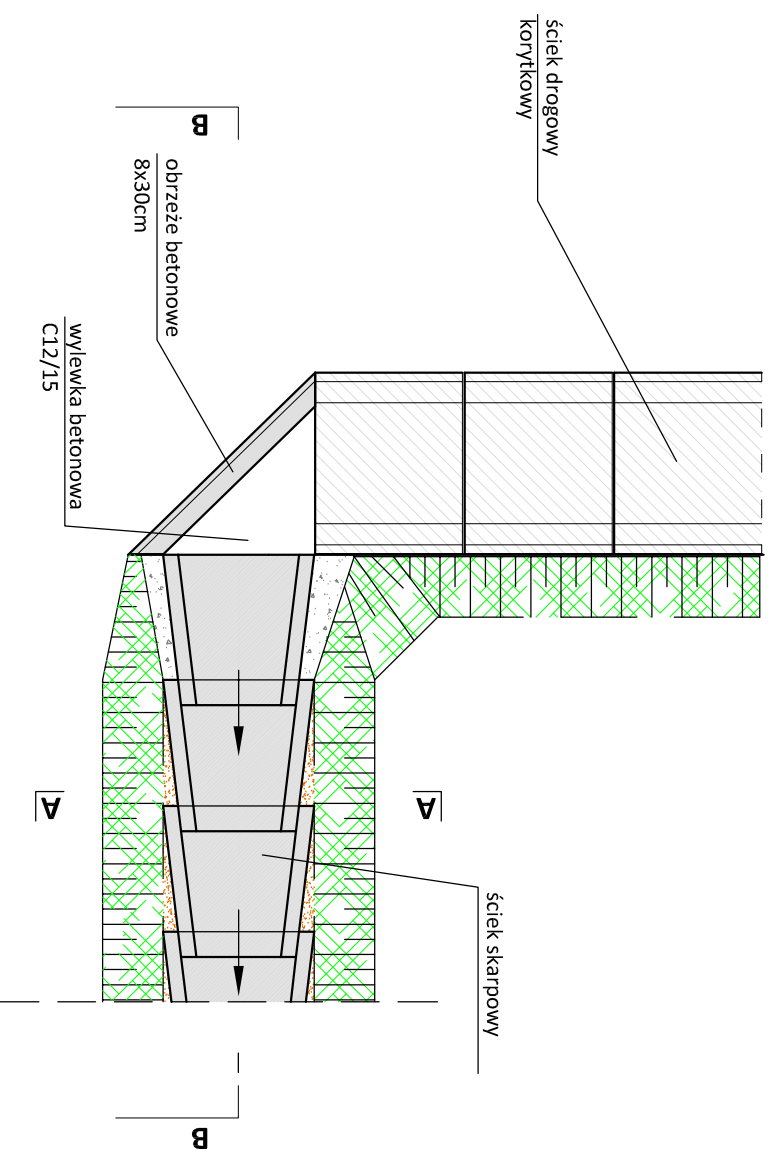 ściek drogowy
korytkowy
B
obrzeże betonowe
8x30cm
wylewka betonowa
C12/15
A
A
ściek skarpowy
B